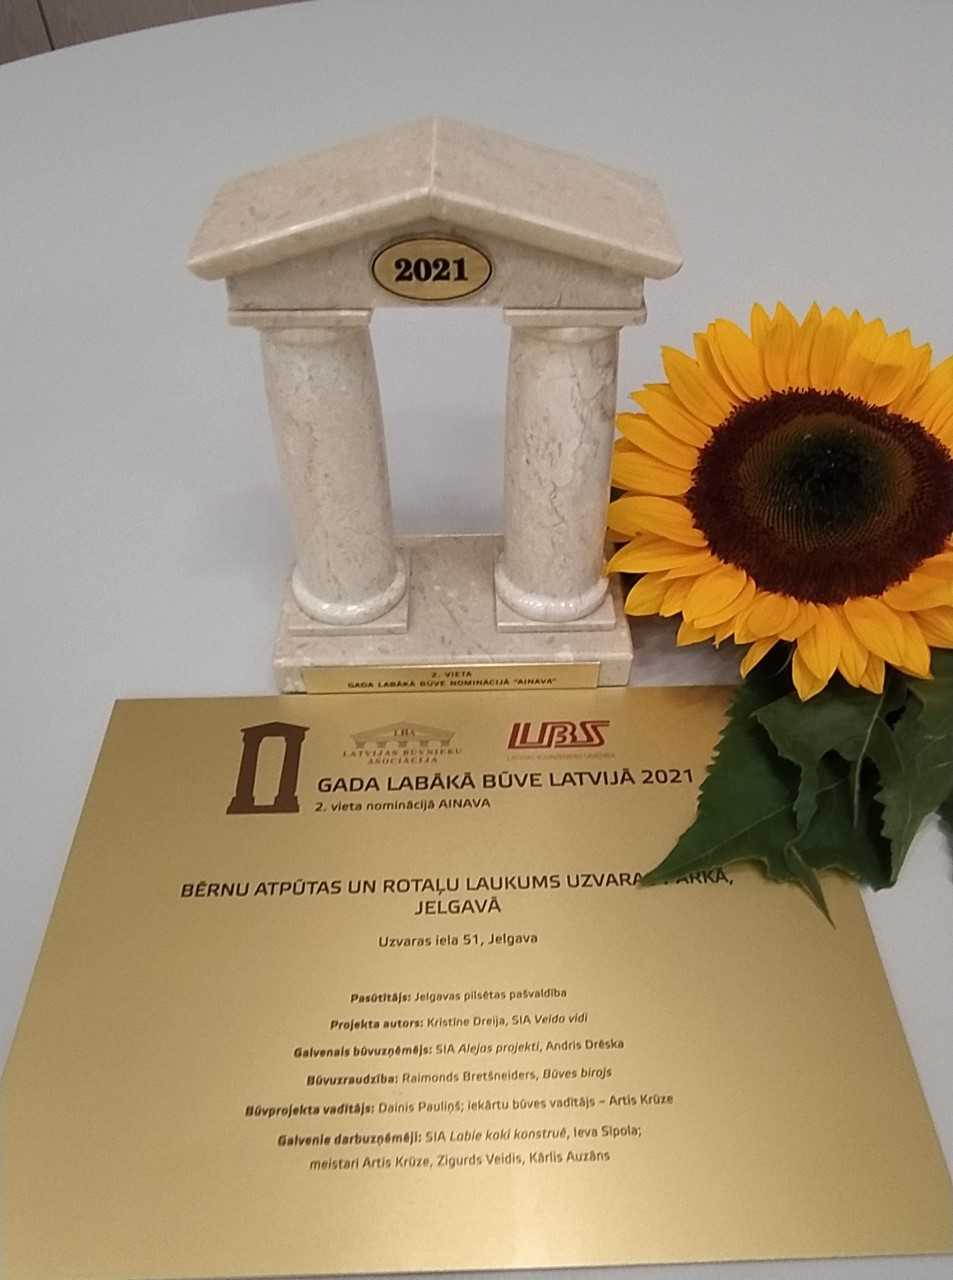 2021
2. VIETA
GADA LABĀKĀ BŪVE NOMINĀCIJĀ "AINAVA"
LBA
LATVIJAS BŪVNIEKU
ASOCIĀCIJA
LBS
GADA LABĀKĀ BŪVE LATVIJĀ 2021
2. vieta nominācijā AINAVA
BĒRNU ATPŪTAS UN ROTAĻU LAUKUMS UZVARAS PARKĀ,
JELGAVĀ
Uzvaras iela 51, Jelgava
Pasūtītājs: Jelgavas pilsētas pašvaldība
Projekta autors: Kristīne Dreija, SIA Veido vidi
Galvenais būvuzņēmējs: SIA Alejas projekti, Andris Drēska
Būvuzraudzība: Raimonds Bretšneiders, Būves birojs
Būvprojekta vadītājs: Dainis Pauliņš; iekārtu būves vadītājs – Artis Krūze
Galvenie darbuzņēmēji: SIA Labie koki konstruē, Ieva Sīpola;
meistari Artis Krūze, Zigurds Veidis, Kārlis Auzāns